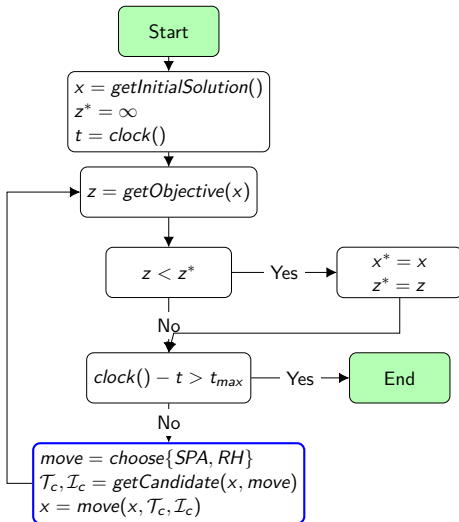 Start
x = getInitialSolution()
z* = ∞
t = clock()
z = getObjective(x)
z < z*
Yes
x* = x
z* = z
No
clock() − t > t_max
Yes
End
No
move = choose{SPA, RH}
𝒯_c, ℐ_c = getCandidate(x, move)
x = move(x, 𝒯_c, ℐ_c)